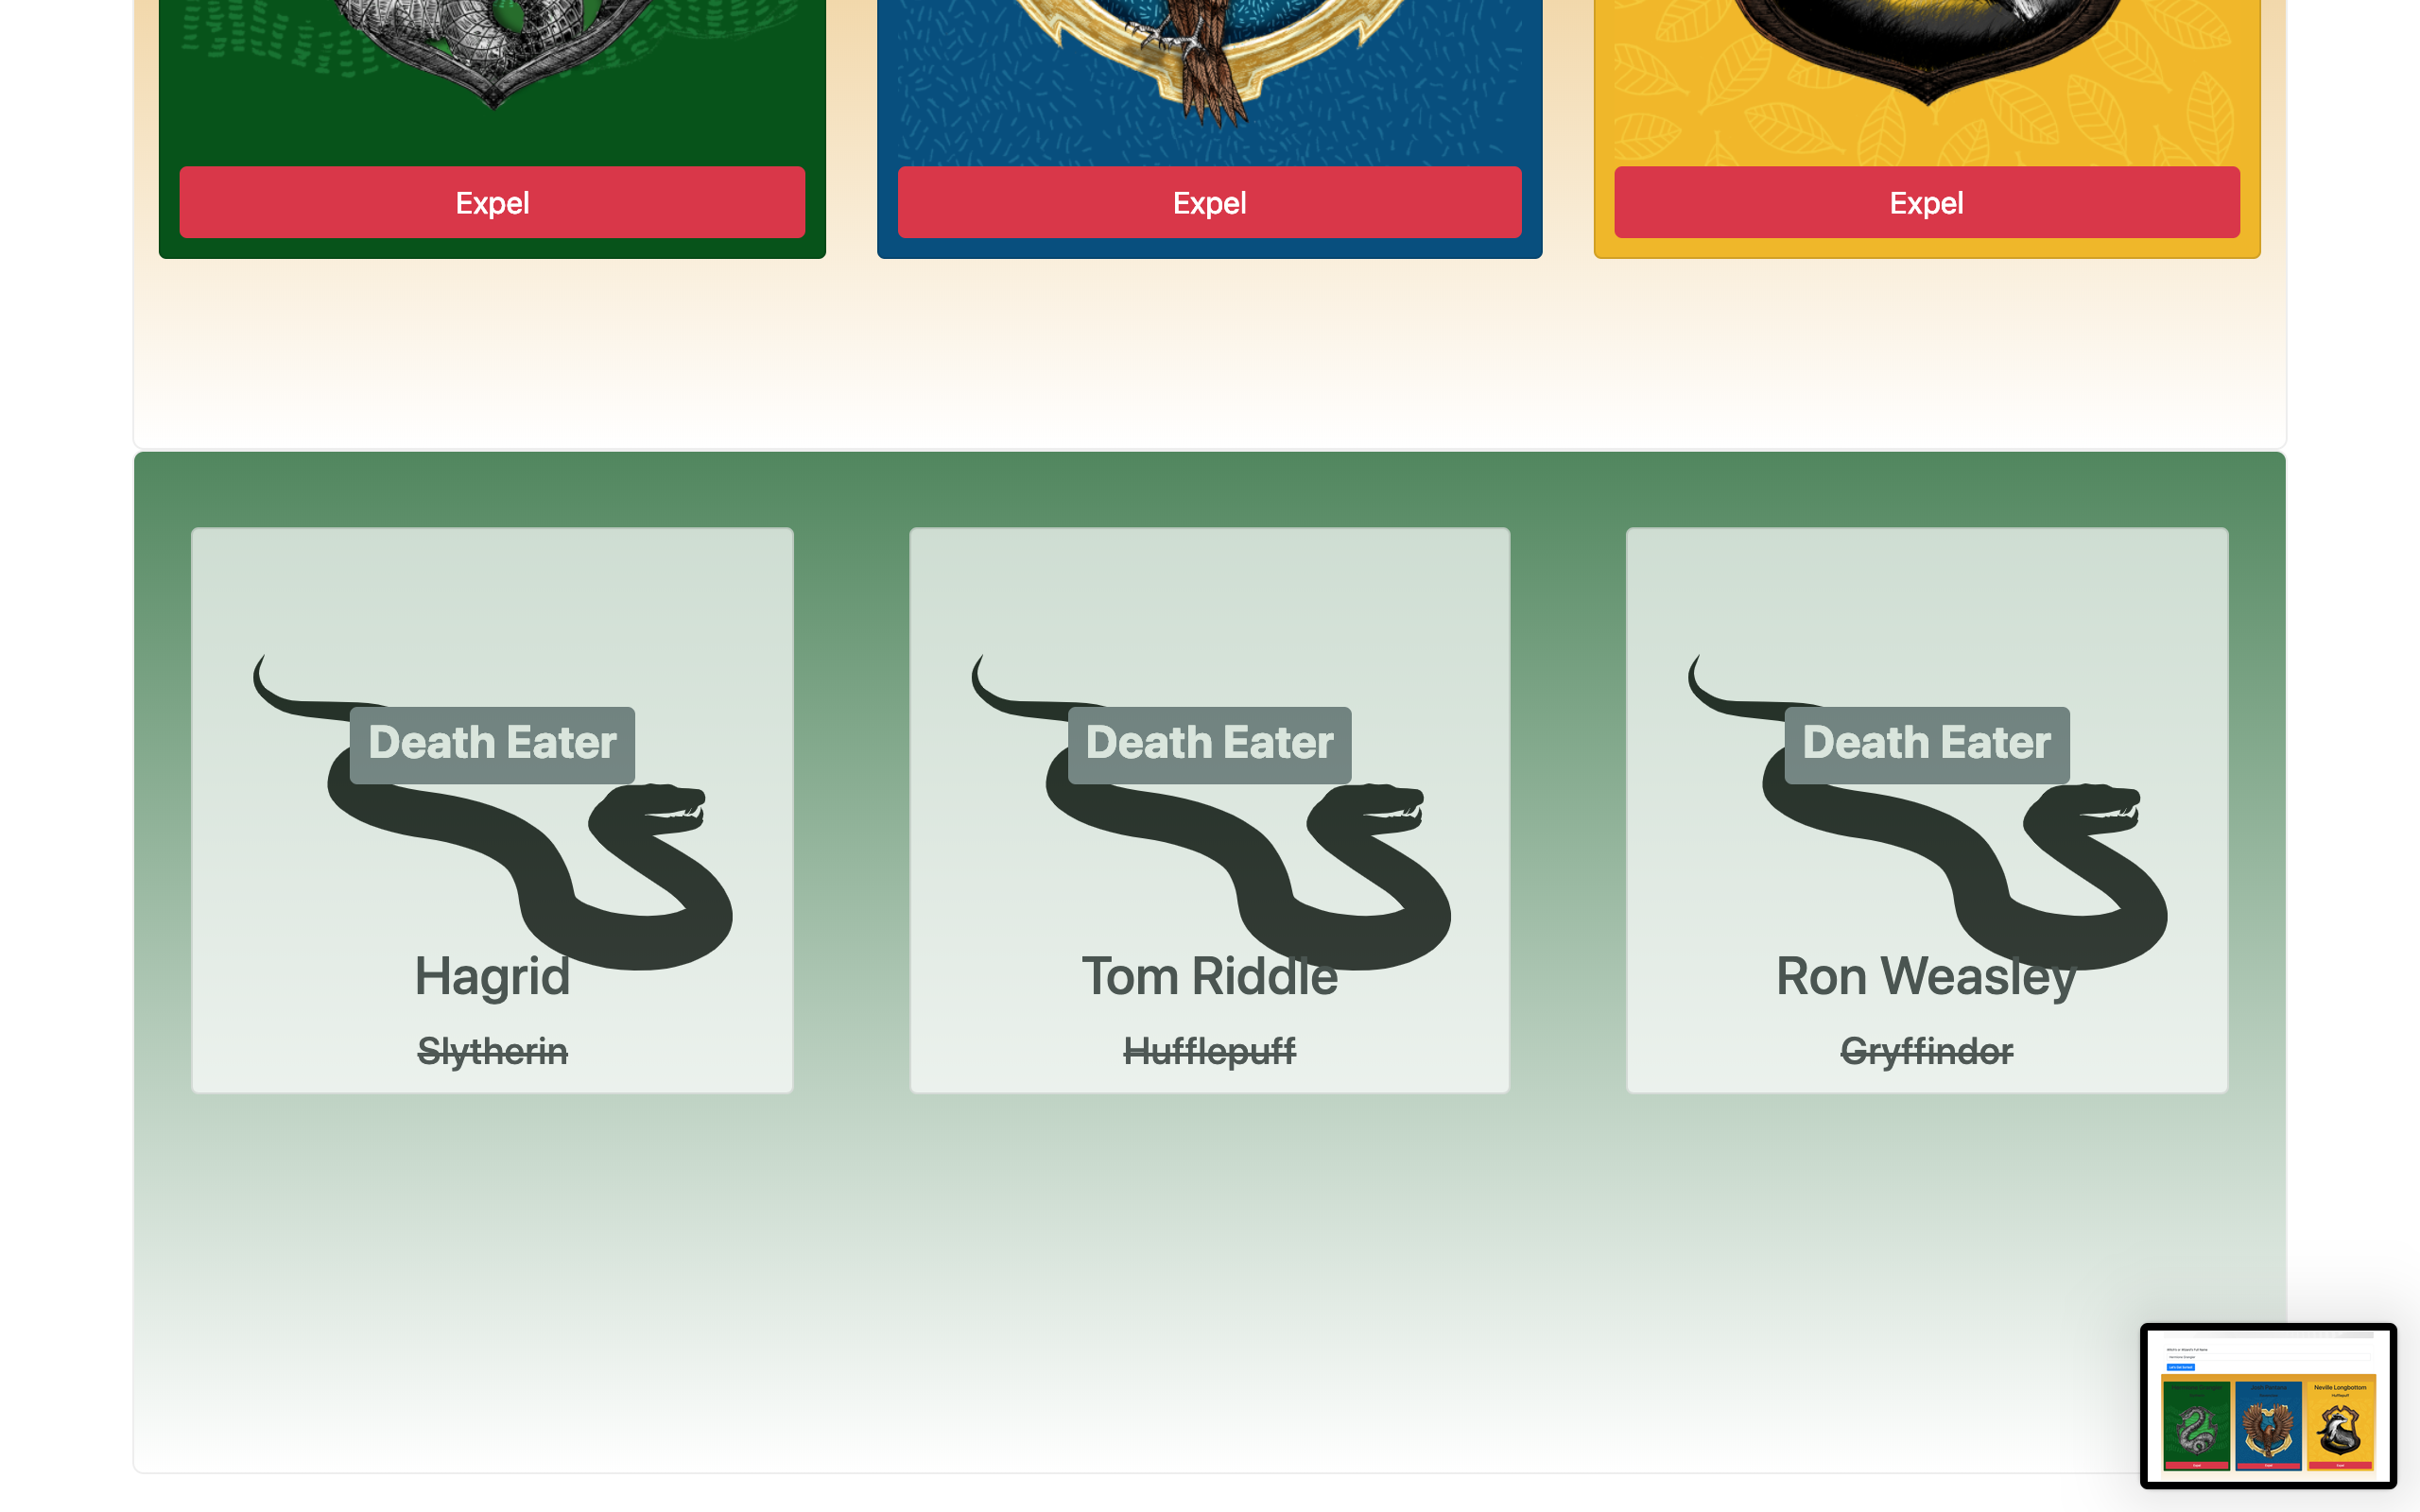 Expel
Expel
Expel
Death Eater
Death Eater
Death Eater
Hagrid
Tom Riddle
Ron Weasley
Slytherin
Hufflepuff
Gryffindor
Neville Longbottom
Hufflepuff